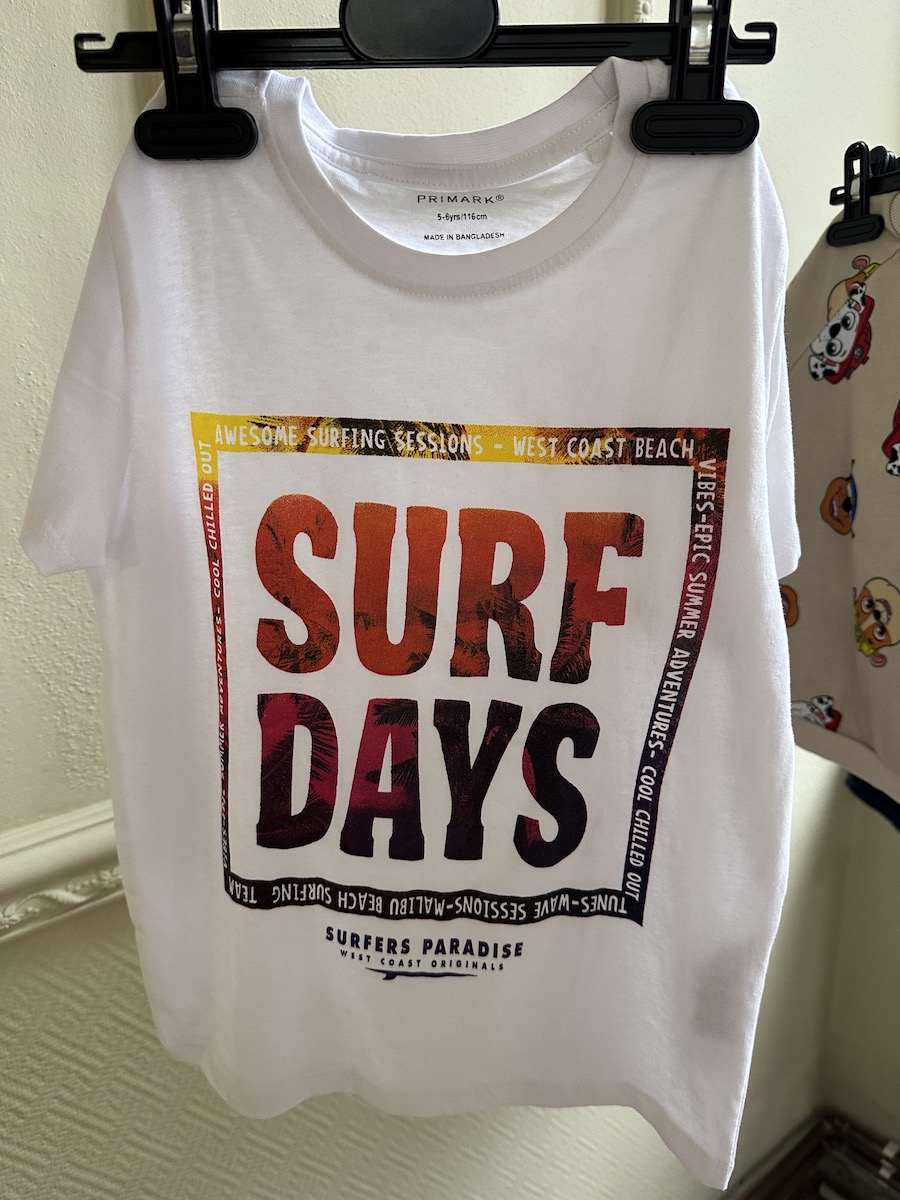 PRIMARK®
5-6yrs/116cm
MADE IN BANGLADESH
AWESOME SURFING SESSIONS - WEST COAST BEACH
VIBES-EPIC SUMMER ADVENTURES- COOL CHILLED OUT
TUNES-WAVE SESSIONS-MALIBU BEACH SURFING TEAM
VIBES-EPIC SUMMER ADVENTURES- COOL CHILLED OUT
SURF
DAYS
SURFERS PARADISE
WEST COAST ORIGINALS